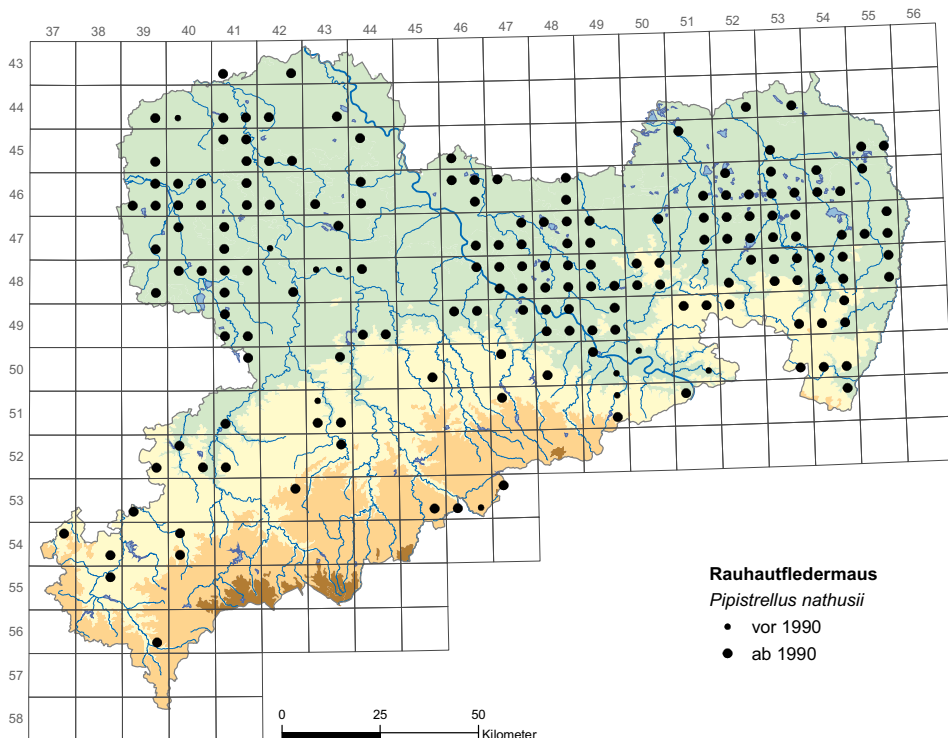 37 38 39 40 41 42 43 44 45 46 47 48 49 50 51 52 53 54 55 56
43
44
45
46
47
48
49
50
51
52
53
54
55
56
57
58
Rauhautfledermaus
Pipistrellus nathusii
vor 1990
ab 1990
0 25 50
Kilometer